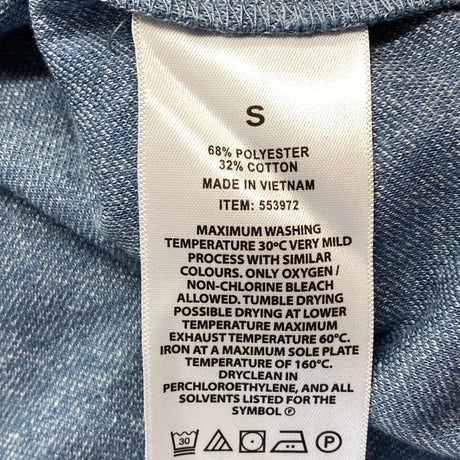 S
68% POLYESTER
32% COTTON
MADE IN VIETNAM
ITEM: 553972
MAXIMUM WASHING
TEMPERATURE 30ºC VERY MILD
PROCESS WITH SIMILAR
COLOURS. ONLY OXYGEN /
NON-CHLORINE BLEACH
ALLOWED. TUMBLE DRYING
POSSIBLE DRYING AT LOWER
TEMPERATURE MAXIMUM
EXHAUST TEMPERATURE 60°C.
IRON AT A MAXIMUM SOLE PLATE
TEMPERATURE OF 160°C.
DRYCLEAN IN
PERCHLOROETHYLENE, AND ALL
SOLVENTS LISTED FOR THE
SYMBOL Ⓟ
30 Ⓟ